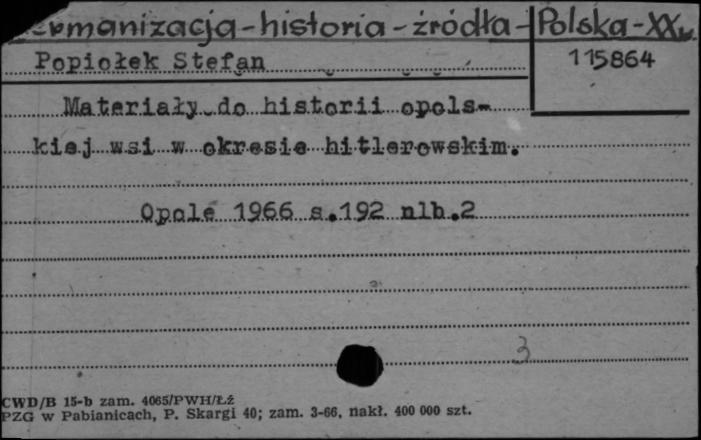 Germanizacja-historia-źródła-Polska-XXw
Popiołek Stefan
115864
Materiały do historii opols-
kiej wsi w okresie hitlerowskim.
Opole 1966 s.192 nlb.2
3
CWD/B 15-b zam. 4065/PWH/Łź
PZG w Pabianicach, P. Skargi 40; zam. 3-66, nakł. 400 000 szt.